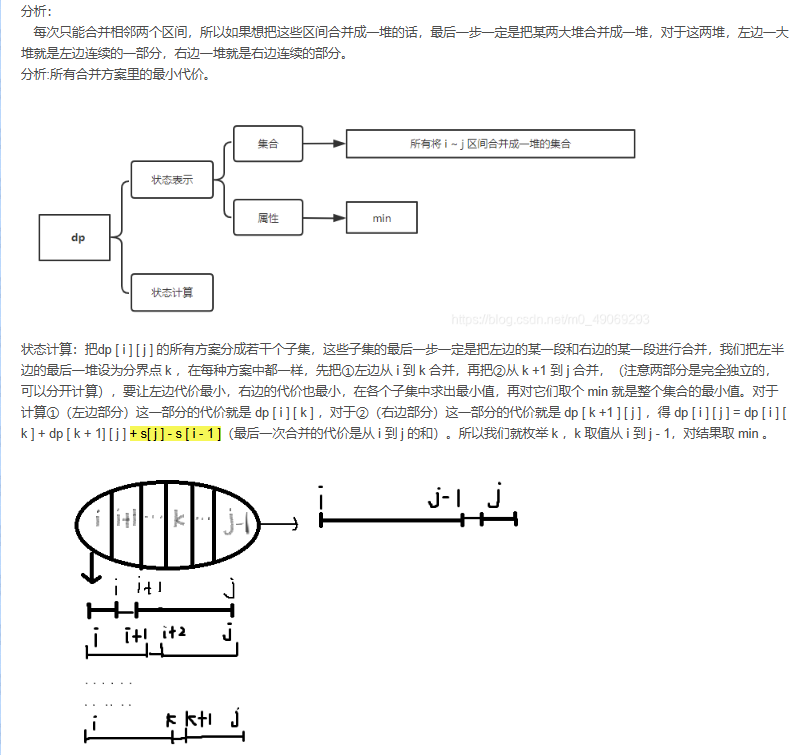 分析：
每次只能合并相邻两个区间，所以如果想把这些区间合并成一堆的话，最后一步一定是把某两大堆合并成一堆，对于这两堆，左边一大
堆就是左边连续的一部分，右边一堆就是右边连续的部分。
分析:所有合并方案里的最小代价。
集合
所有将 i ~ j 区间合并成一堆的集合
状态表示
属性
min
dp
状态计算
https://blog.csdn.net/m0_49069293
状态计算：把dp [ i ] [ j ] 的所有方案分成若干个子集，这些子集的最后一步一定是把左边的某一段和右边的某一段进行合并，我们把左半
边的最后一堆设为分界点 k ，在每种方案中都一样，先把①左边从 i 到 k 合并，再把②从 k +1 到 j 合并，（注意两部分是完全独立的，
可以分开计算），要让左边代价最小，右边的代价也最小，在各个子集中求出最小值，再对它们取个 min 就是整个集合的最小值。对于
计算①（左边部分）这一部分的代价就是 dp [ i ] [ k ] ，对于②（右边部分）这一部分的代价就是 dp [ k +1 ] [ j ] ，得 dp [ i ] [ j ] = dp [ i ] [
k ] + dp [ k + 1] [ j ] + s[ j ] - s [ i - 1 ]（最后一次合并的代价是从 i 到 j 的和）。所以我们就枚举 k ，k 取值从 i 到 j - 1，对结果取 min 。
i i+1 ... k ... j-1
i j-1 j
i i+1 j
i i+1 i+2 j
. . . . . .
. . . . . .
i k k+1 j